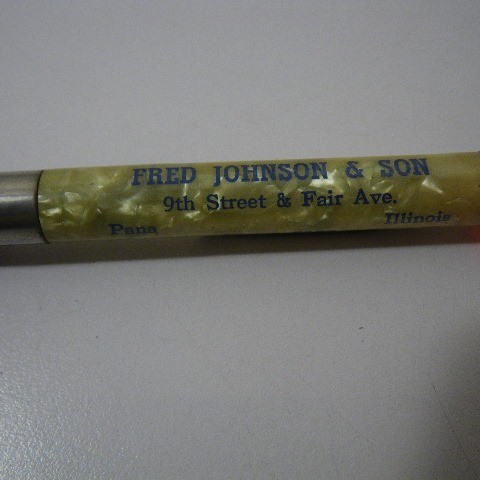 FRED JOHNSON & SON
9th Street & Fair Ave.
Pana Illinois